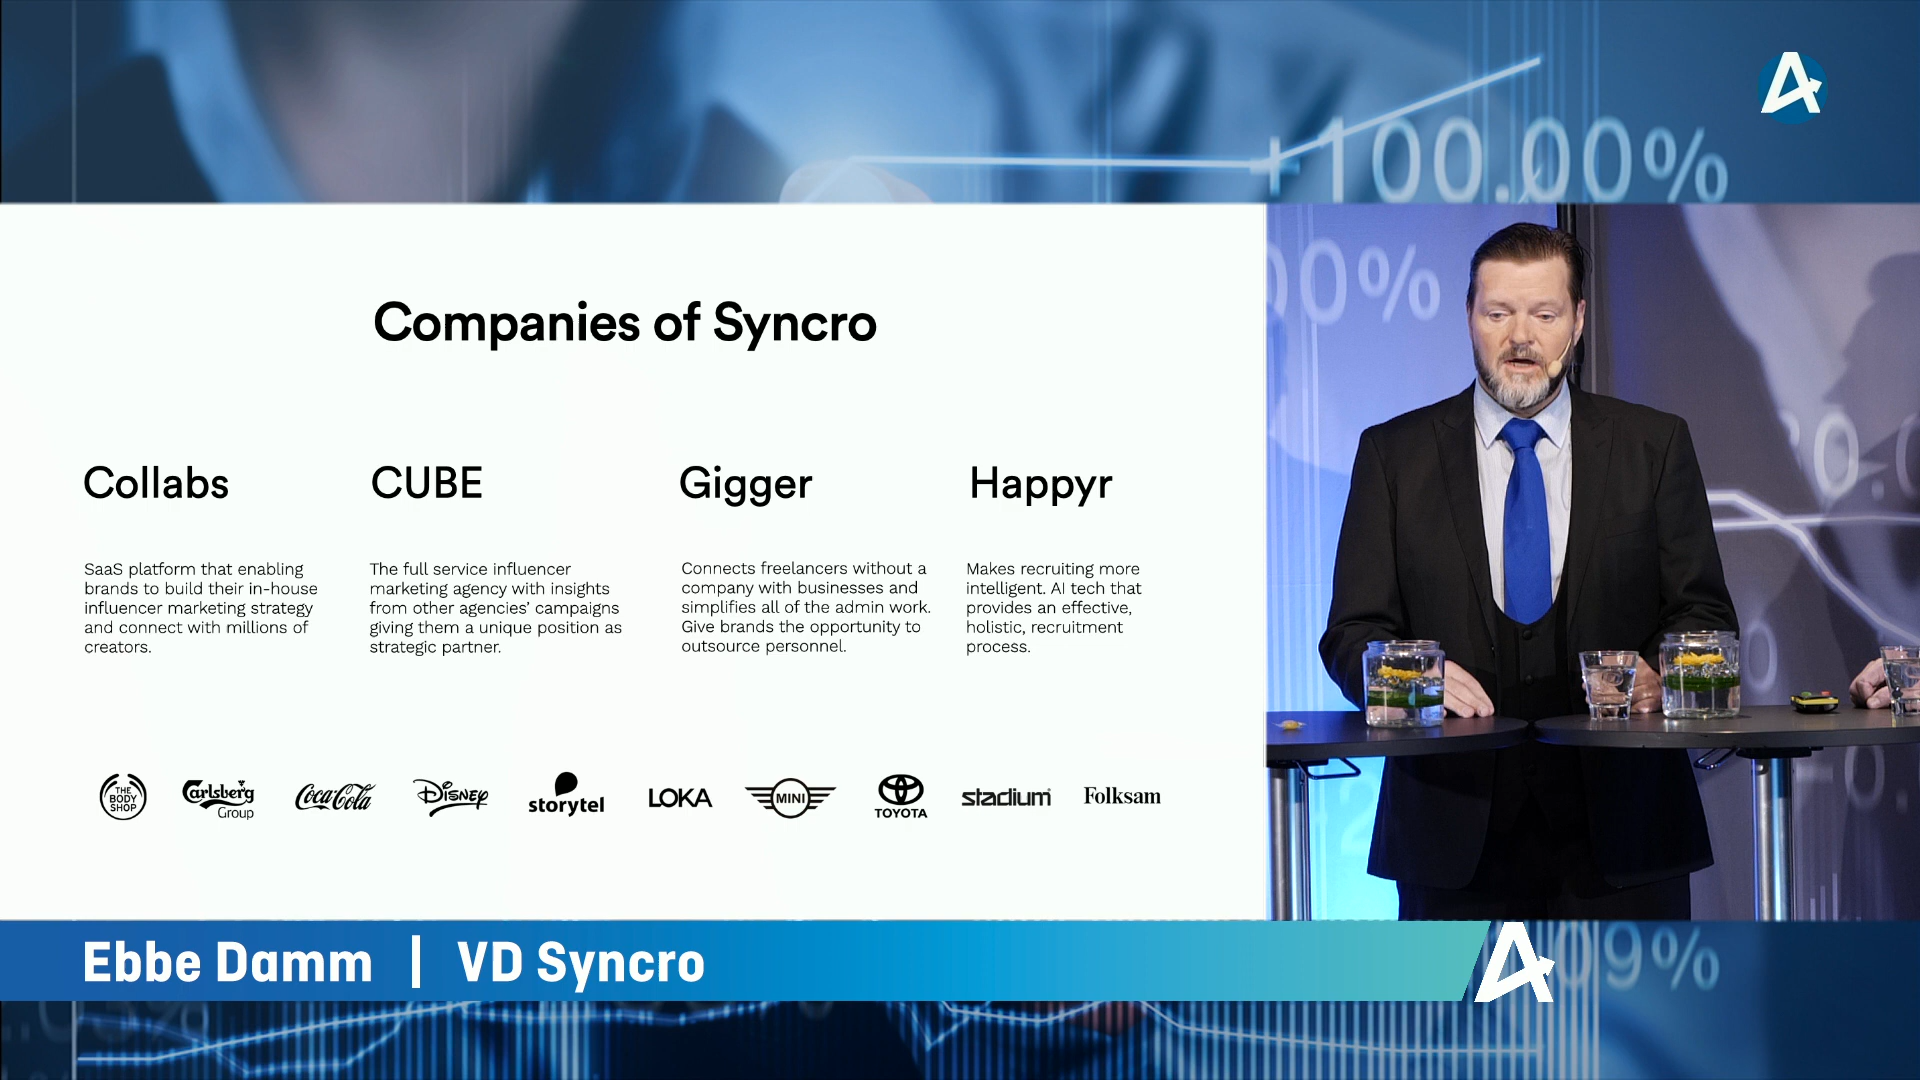 +100.00%
00%
Companies of Syncro
Collabs
CUBE
Gigger
Happyr
SaaS platform that enabling
brands to build their in-house
influencer marketing strategy
and connect with millions of
creators.
The full service influencer
marketing agency with insights
from other agencies' campaigns
giving them a unique position as
strategic partner.
Connects freelancers without a
company with businesses and
simplifies all of the admin work.
Give brands the opportunity to
outsource personnel.
Makes recruiting more
intelligent. AI tech that
provides an effective,
holistic, recruitment
process.
THE
BODY
SHOP
Carlsberg
Group
Coca-Cola
Disney
storytel
LOKA
MINI
TOYOTA
stadium
Folksam
Ebbe Damm | VD Syncro
09%